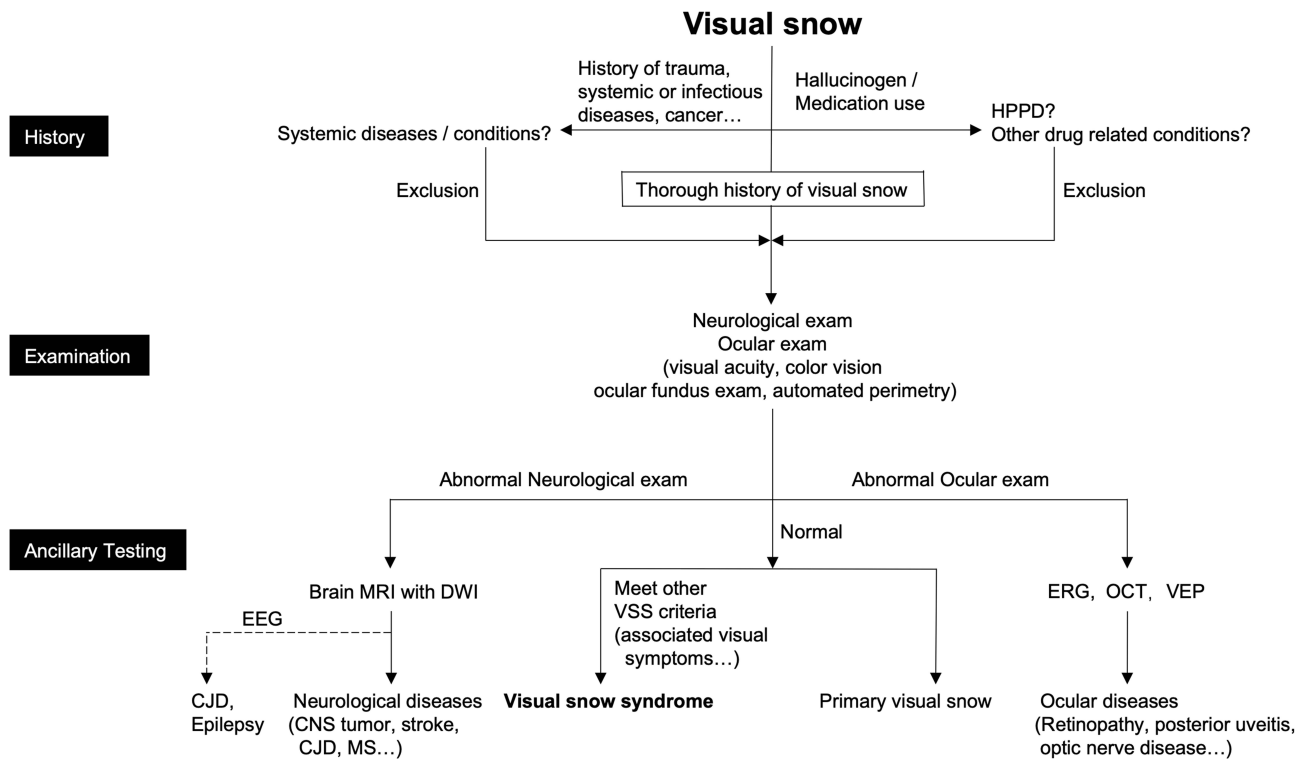 Visual snow
History of trauma,
systemic or infectious
diseases, cancer…
Hallucinogen /
Medication use
History
Systemic diseases / conditions?
HPPD?
Other drug related conditions?
Exclusion
Thorough history of visual snow
Exclusion
Examination
Neurological exam
Ocular exam
(visual acuity, color vision
ocular fundus exam, automated perimetry)
Abnormal Neurological exam
Abnormal Ocular exam
Normal
Ancillary Testing
Brain MRI with DWI
EEG
Meet other
VSS criteria
(associated visual
symptoms…)
ERG, OCT, VEP
CJD,
Epilepsy
Neurological diseases
(CNS tumor, stroke,
CJD, MS…)
Visual snow syndrome
Primary visual snow
Ocular diseases
(Retinopathy, posterior uveitis,
optic nerve disease…)